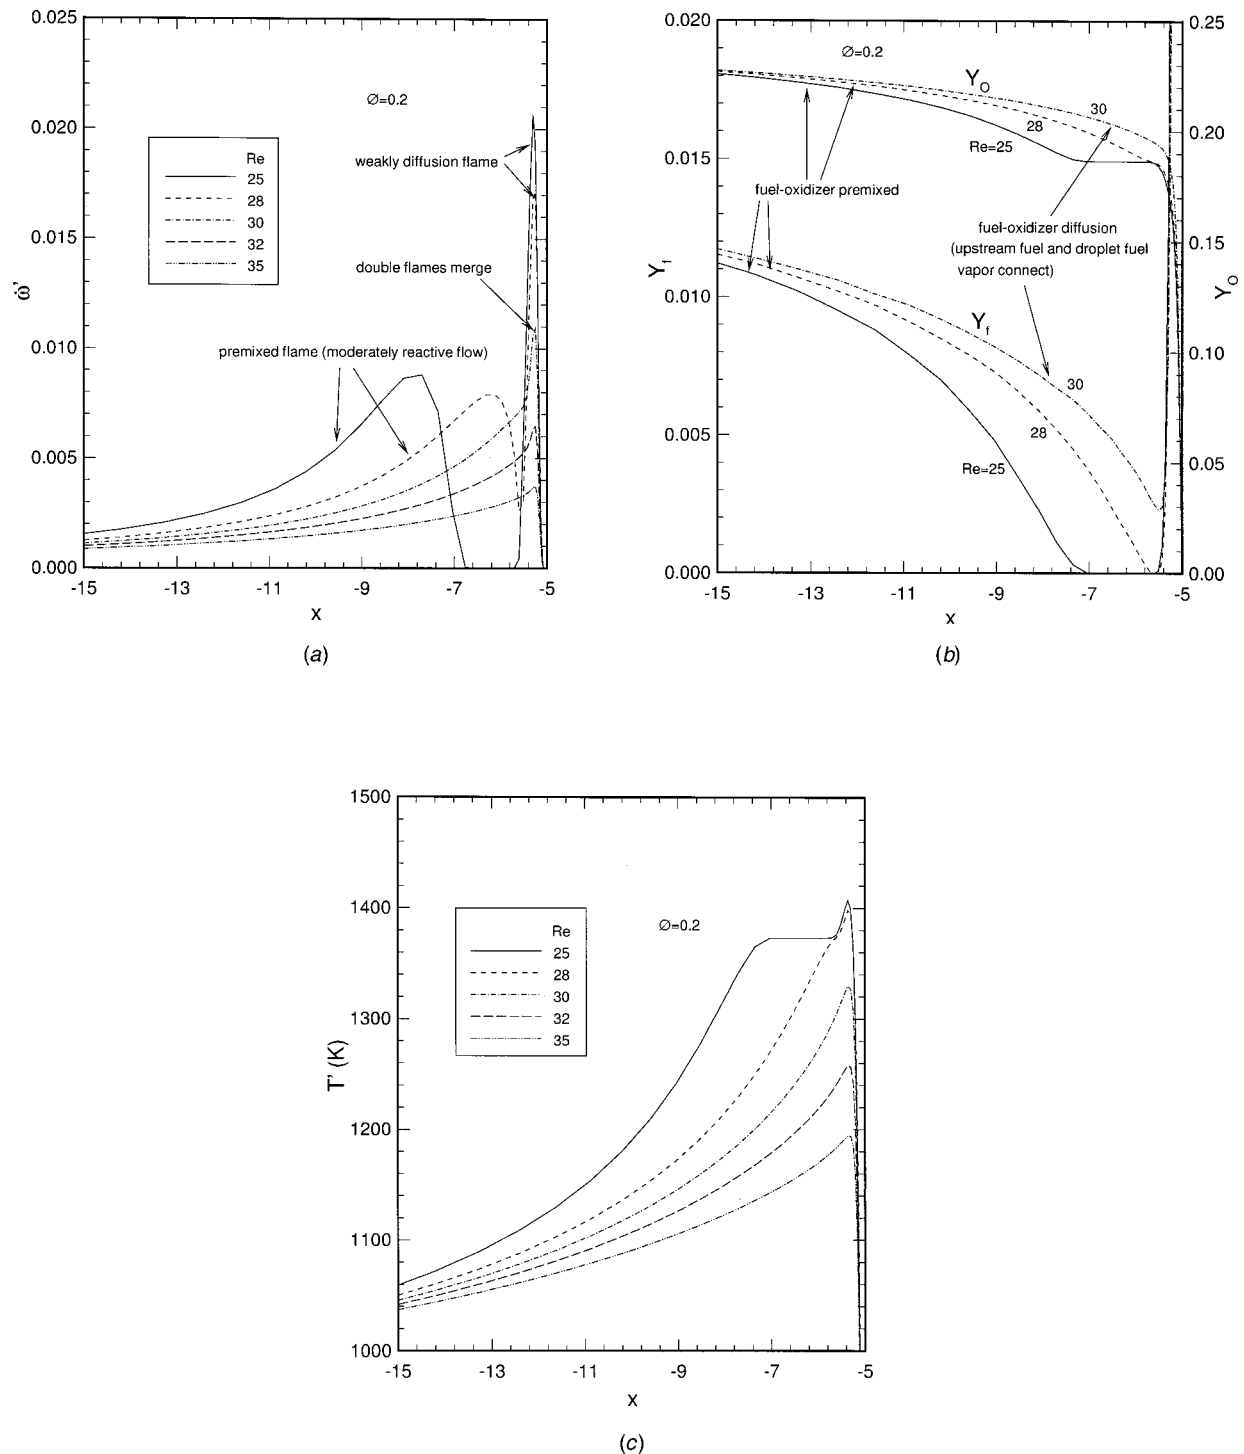 0.025
0.020
0.015
0.010
0.005
0.000
ω̇'
∅=0.2
Re
25
28
30
32
35
weakly diffusion flame
double flames merge
premixed flame (moderately reactive flow)
-15
-13
-11
-9
-7
-5
x
(a)
0.020
0.015
0.010
0.005
0.000
Y_f
∅=0.2
Y_O
30
28
Re=25
fuel-oxidizer premixed
fuel-oxidizer diffusion
(upstream fuel and droplet fuel
vapor connect)
Y_f
30
28
Re=25
0.25
0.20
0.15
0.10
0.05
0.00
Y_O
-15
-13
-11
-9
-7
-5
x
(b)
1500
1400
1300
1200
1100
1000
T' (K)
Re
25
28
30
32
35
∅=0.2
-15
-13
-11
-9
-7
-5
x
(c)